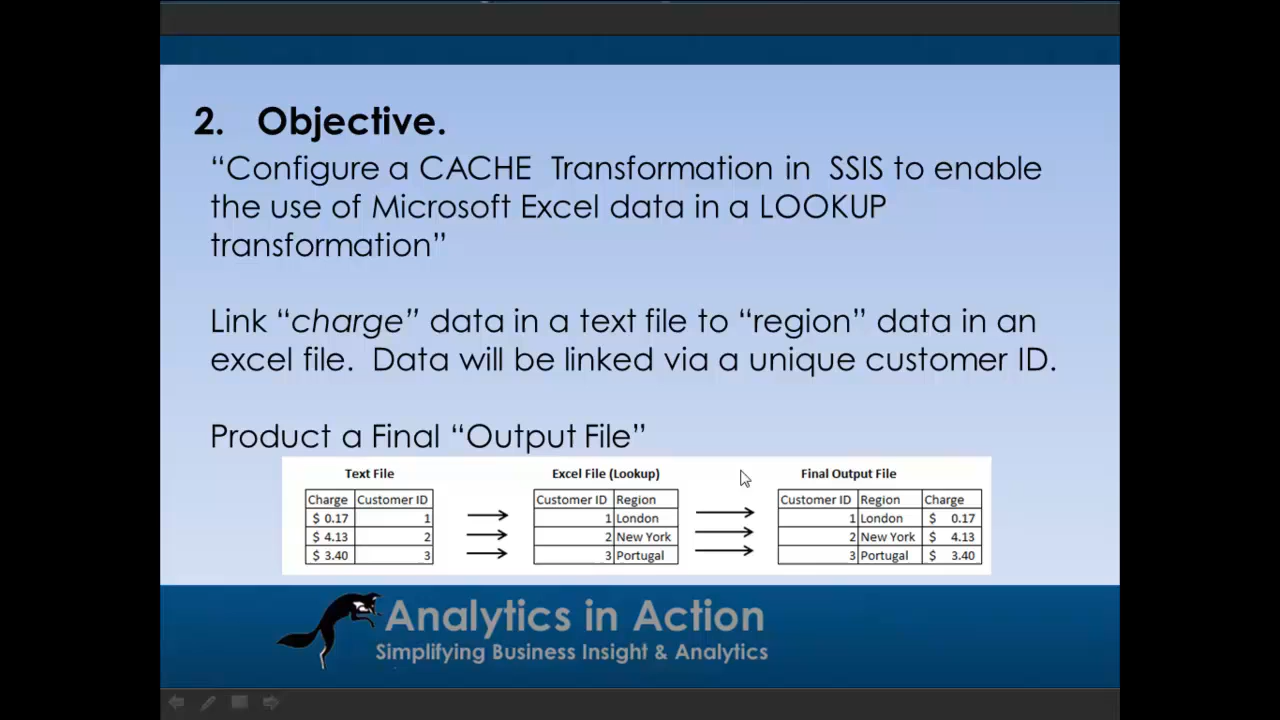 2. Objective.
“Configure a CACHE Transformation in SSIS to enable
the use of Microsoft Excel data in a LOOKUP
transformation”
Link “charge” data in a text file to “region” data in an
excel file. Data will be linked via a unique customer ID.
Product a Final “Output File”
Text File Excel File (Lookup) Final Output File
Charge Customer ID Customer ID Region Customer ID Region Charge
$ 0.17 1 1 London 1 London $ 0.17
$ 4.13 2 2 New York 2 New York $ 4.13
$ 3.40 3 3 Portugal 3 Portugal $ 3.40
Analytics in Action
Simplifying Business Insight & Analytics